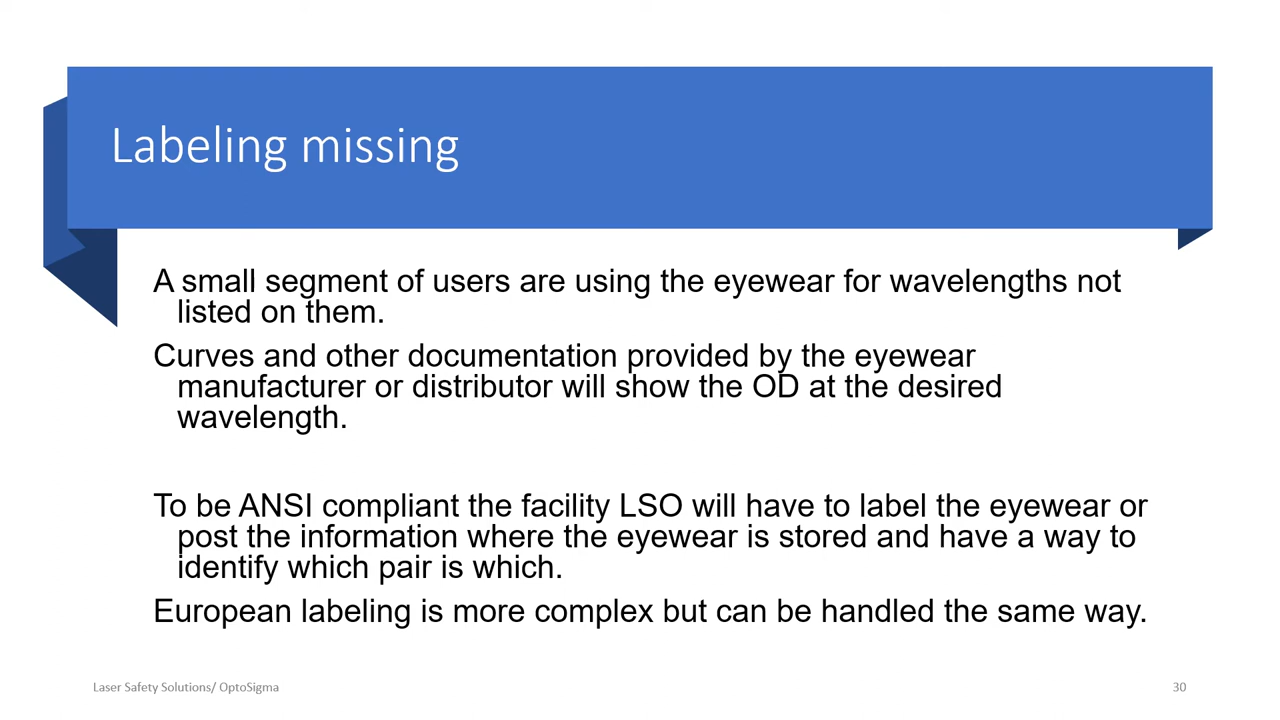 Labeling missing
A small segment of users are using the eyewear for wavelengths not
listed on them.
Curves and other documentation provided by the eyewear
manufacturer or distributor will show the OD at the desired
wavelength.
To be ANSI compliant the facility LSO will have to label the eyewear or
post the information where the eyewear is stored and have a way to
identify which pair is which.
European labeling is more complex but can be handled the same way.
Laser Safety Solutions/ OptoSigma
30